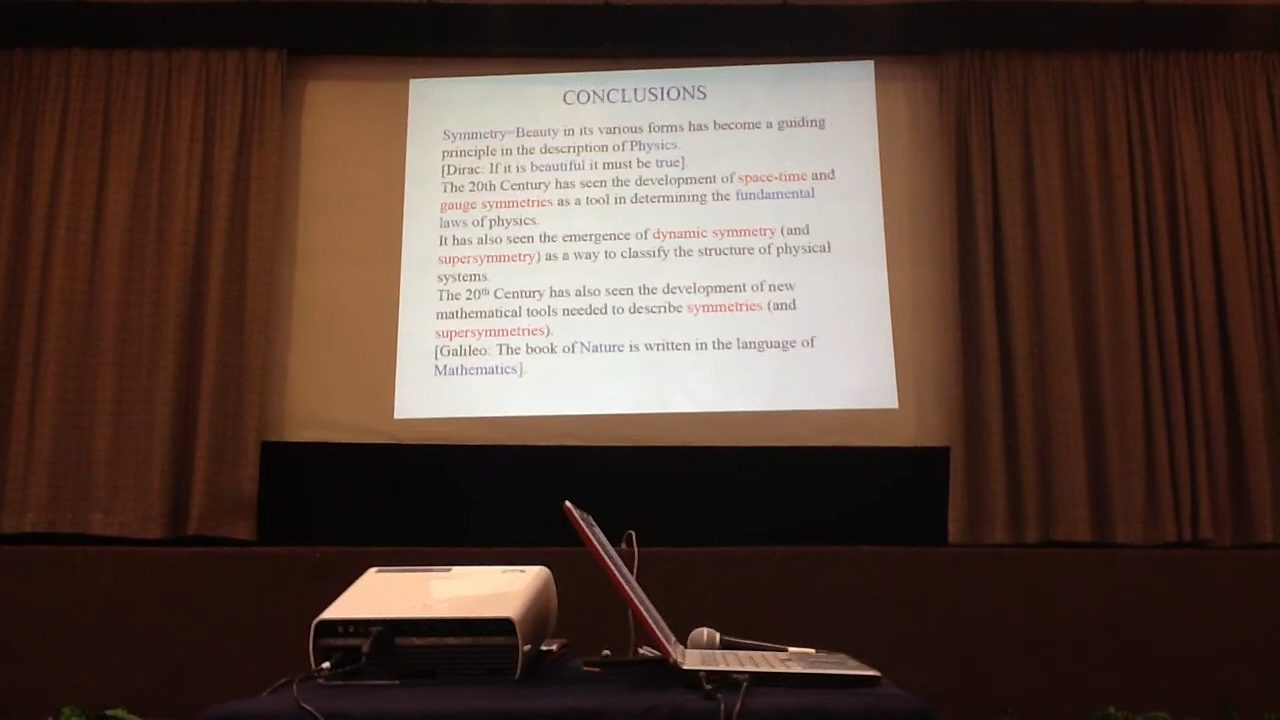 CONCLUSIONS
Symmetry=Beauty in its various forms has become a guiding
principle in the description of Physics.
[Dirac: If it is beautiful it must be true].
The 20th Century has seen the development of space-time and
gauge symmetries as a tool in determining the fundamental
laws of physics.
It has also seen the emergence of dynamic symmetry (and
supersymmetry) as a way to classify the structure of physical
systems.
The 20th Century has also seen the development of new
mathematical tools needed to describe symmetries (and
supersymmetries).
[Galileo: The book of Nature is written in the language of
Mathematics].